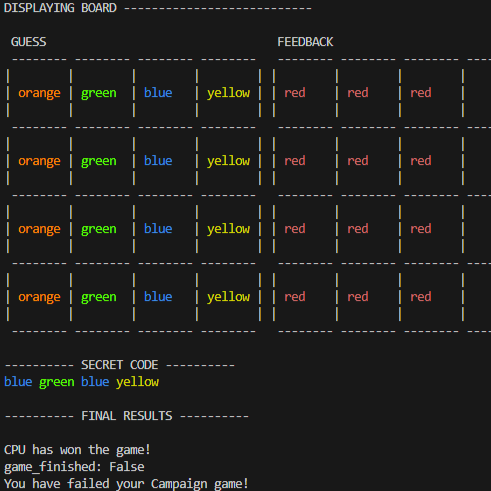 DISPLAYING BOARD ---------------------------
GUESS FEEDBACK
-------- -------- -------- -------- -------- -------- -------- ----
| orange | green | blue | yellow | | red | red | red |
-------- -------- -------- -------- -------- -------- -------- ----
| orange | green | blue | yellow | | red | red | red |
-------- -------- -------- -------- -------- -------- -------- ----
| orange | green | blue | yellow | | red | red | red |
-------- -------- -------- -------- -------- -------- -------- ----
| orange | green | blue | yellow | | red | red | red |
-------- -------- -------- -------- -------- -------- -------- ----
---------- SECRET CODE ----------
blue green blue yellow
---------- FINAL RESULTS ----------
CPU has won the game!
game_finished: False
You have failed your Campaign game!